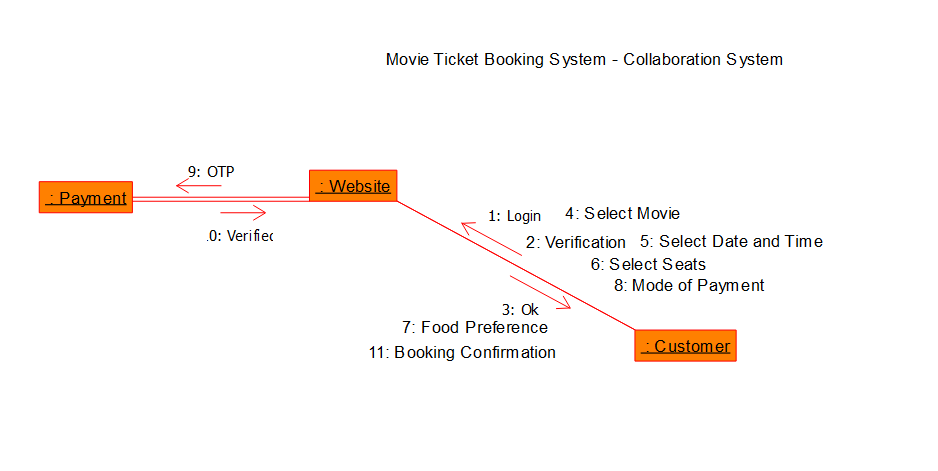 Movie Ticket Booking System - Collaboration System
9: OTP
: Payment
: Website
.0: Verified
1: Login
4: Select Movie
2: Verification
5: Select Date and Time
6: Select Seats
8: Mode of Payment
3: Ok
7: Food Preference
11: Booking Confirmation
: Customer